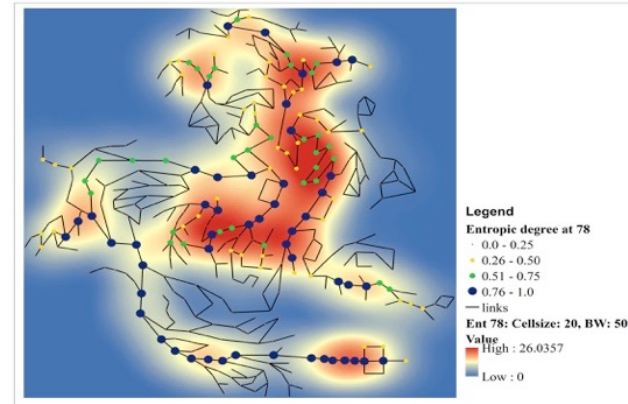 Legend
Entropic degree at 78
0.0 - 0.25
0.26 - 0.50
0.51 - 0.75
0.76 - 1.0
links
Ent 78: Cellsize: 20, BW: 50
Value
High : 26.0357
Low : 0